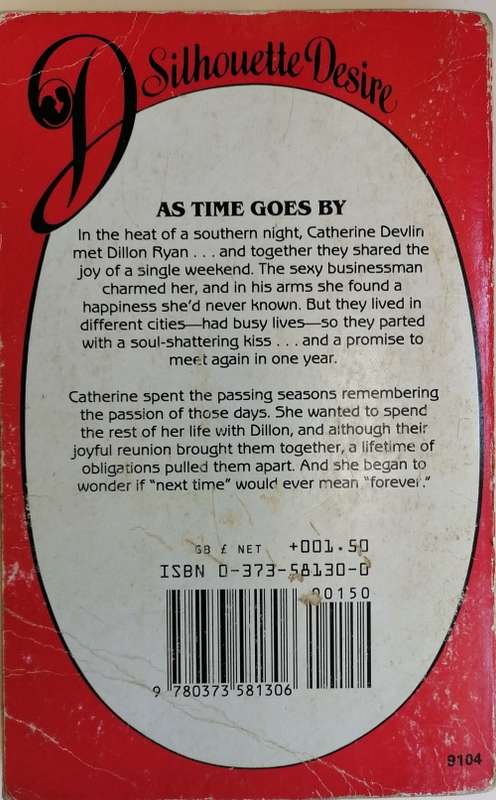 D
Silhouette Desire
AS TIME GOES BY
In the heat of a southern night, Catherine Devlin
met Dillon Ryan . . . and together they shared the
joy of a single weekend. The sexy businessman
charmed her, and in his arms she found a
happiness she'd never known. But they lived in
different cities—had busy lives—so they parted
with a soul-shattering kiss . . . and a promise to
meet again in one year.
Catherine spent the passing seasons remembering
the passion of those days. She wanted to spend
the rest of her life with Dillon, and although their
joyful reunion brought them together, a lifetime of
obligations pulled them apart. And she began to
wonder if "next time" would ever mean "forever."
GB £ NET +001.50
ISBN 0-373-58130-0
00150
9 780373 581306
9104